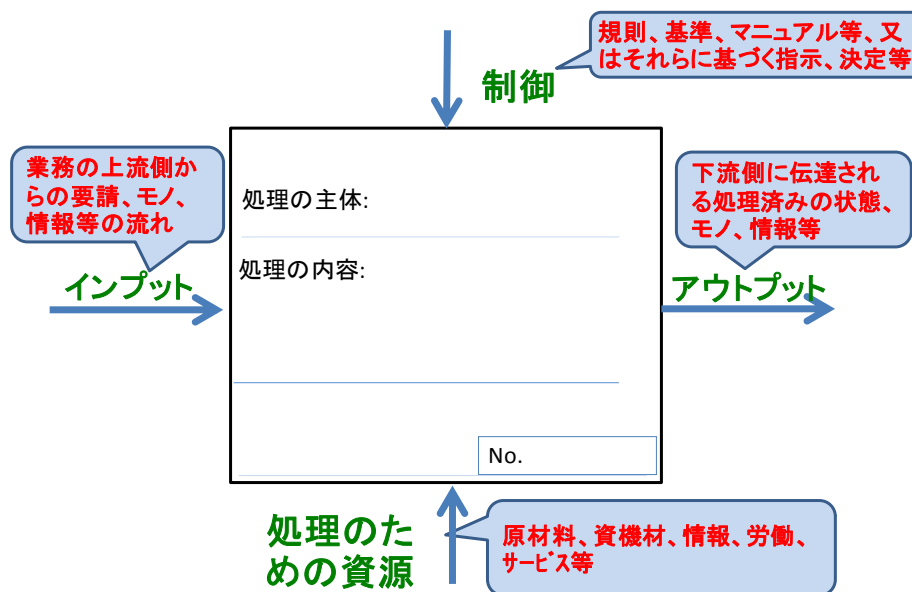 規則、基準、マニュアル等、又
はそれらに基づく指示、決定等
制御
業務の上流側か
らの要請、モノ、
情報等の流れ
インプット
処理の主体:
処理の内容:
No.
下流側に伝達され
る処理済みの状態、
モノ、情報等
アウトプット
処理のた
めの資源
原材料、資機材、情報、労働、
サービス等